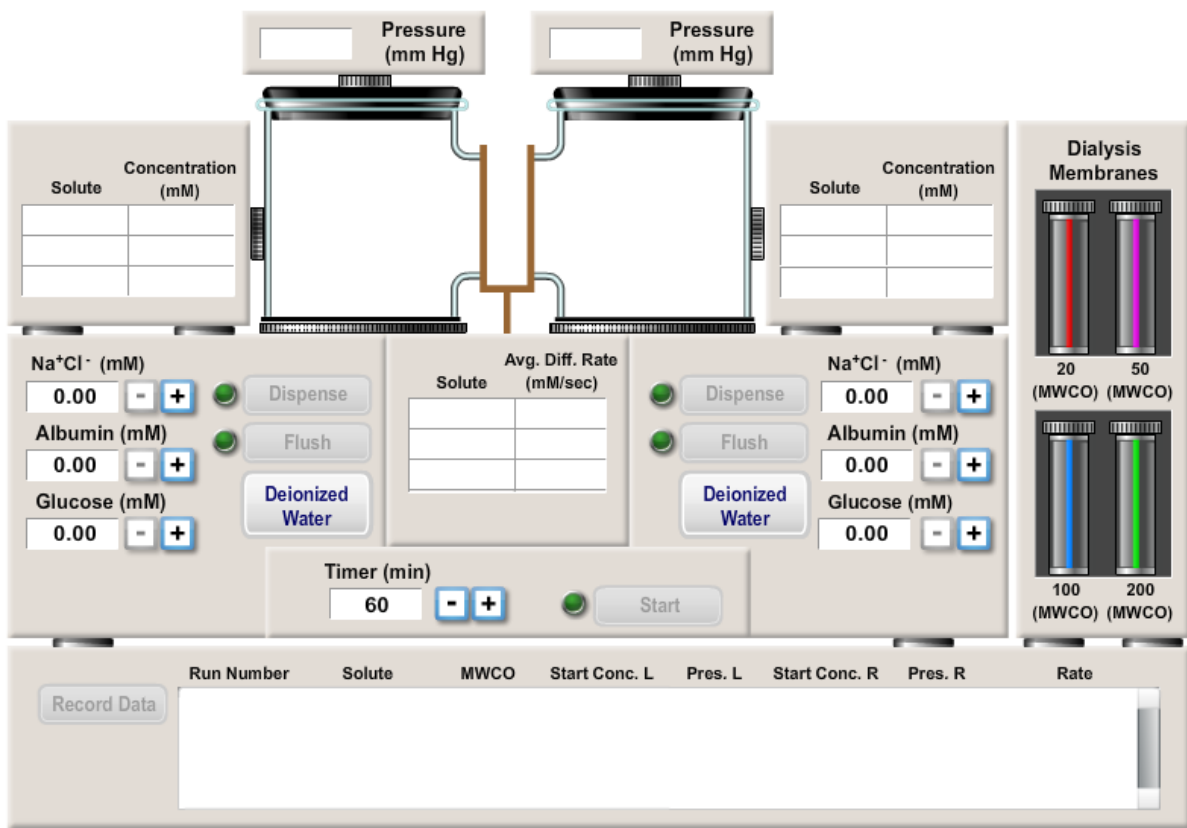 Pressure
(mm Hg)
Pressure
(mm Hg)
Solute
Concentration
(mM)
Solute
Concentration
(mM)
Dialysis
Membranes
20
(MWCO)
50
(MWCO)
100
(MWCO)
200
(MWCO)
Na⁺Cl⁻ (mM)
0.00 - +
Albumin (mM)
0.00 - +
Glucose (mM)
0.00 - +
Dispense
Flush
Deionized
Water
Solute
Avg. Diff. Rate
(mM/sec)
Dispense
Flush
Deionized
Water
Na⁺Cl⁻ (mM)
0.00 - +
Albumin (mM)
0.00 - +
Glucose (mM)
0.00 - +
Timer (min)
60 - +
Start
Record Data
Run Number Solute MWCO Start Conc. L Pres. L Start Conc. R Pres. R Rate